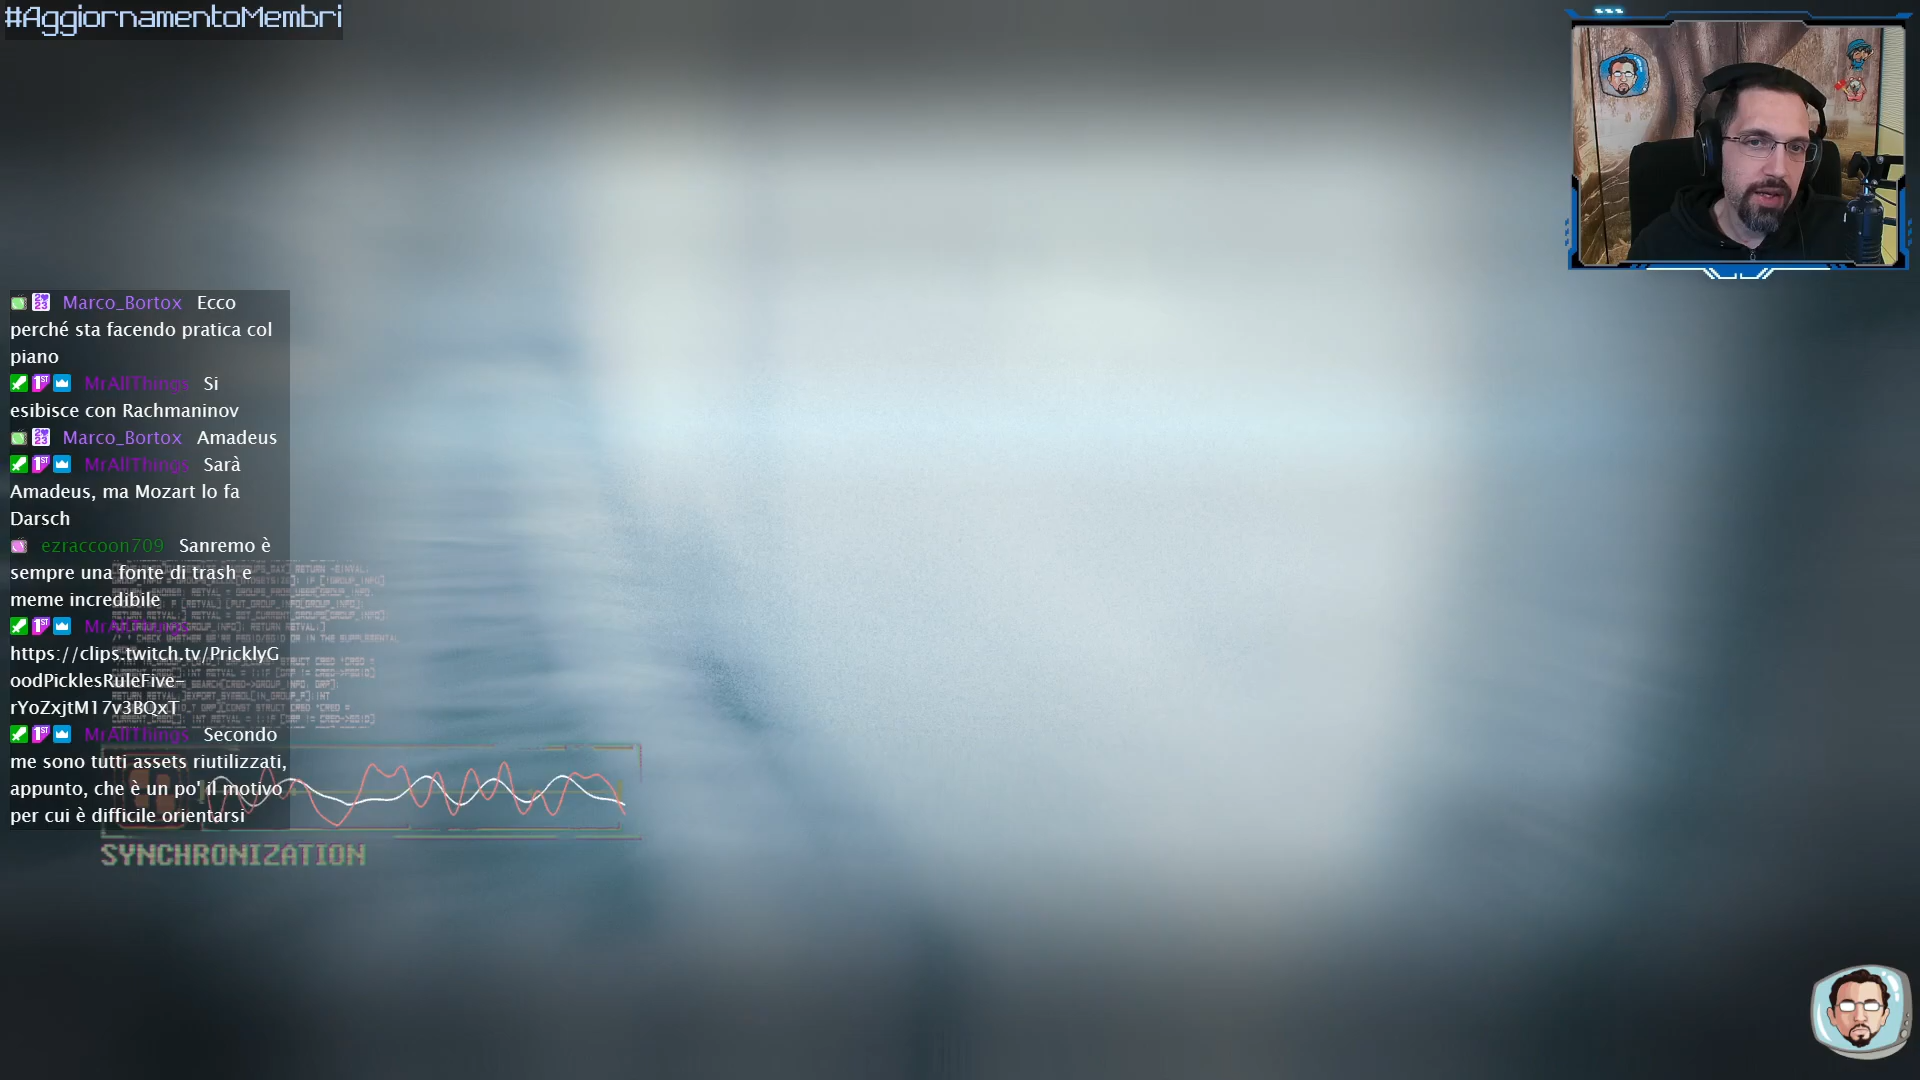 #AggiornamentoMembri
Marco_Bortox Ecco
perché sta facendo pratica col
piano
MrAllThings Si
esibisce con Rachmaninov
Marco_Bortox Amadeus
MrAllThings Sarà
Amadeus, ma Mozart lo fa
Darsch
ezraccoon709 Sanremo è
sempre una fonte di trash e
meme incredibile
MrAllThings
https://clips.twitch.tv/PricklyG
oodPicklesRuleFive-
rYoZxjtM17v3BQxT
MrAllThings Secondo
me sono tutti assets riutilizzati,
appunto, che è un po' il motivo
per cui è difficile orientarsi
SYNCHRONIZATION